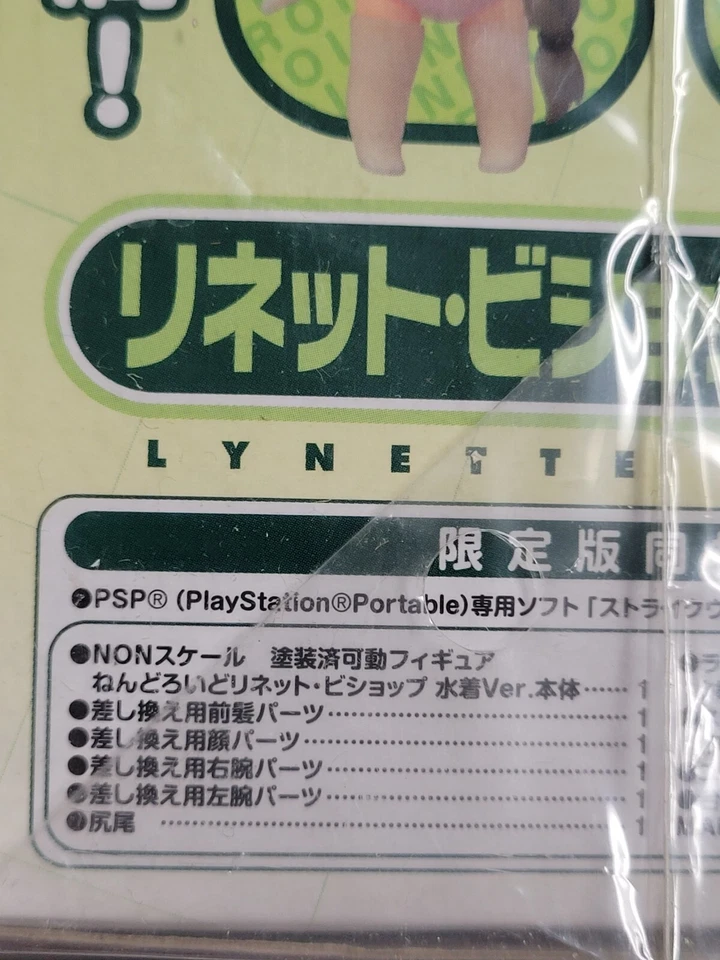 リネット・ビショ
LYNETTE
限定版同
●PSP® (PlayStation®Portable)専用ソフト「ストライクウ
●NONスケール 塗装済可動フィギュア
ねんどろいどリネット・ビショップ 水着Ver.本体……1
●差し換え用前髪パーツ……1
●差し換え用顔パーツ……1
●差し換え用右腕パーツ……1
●差し換え用左腕パーツ……1
●尻尾……1